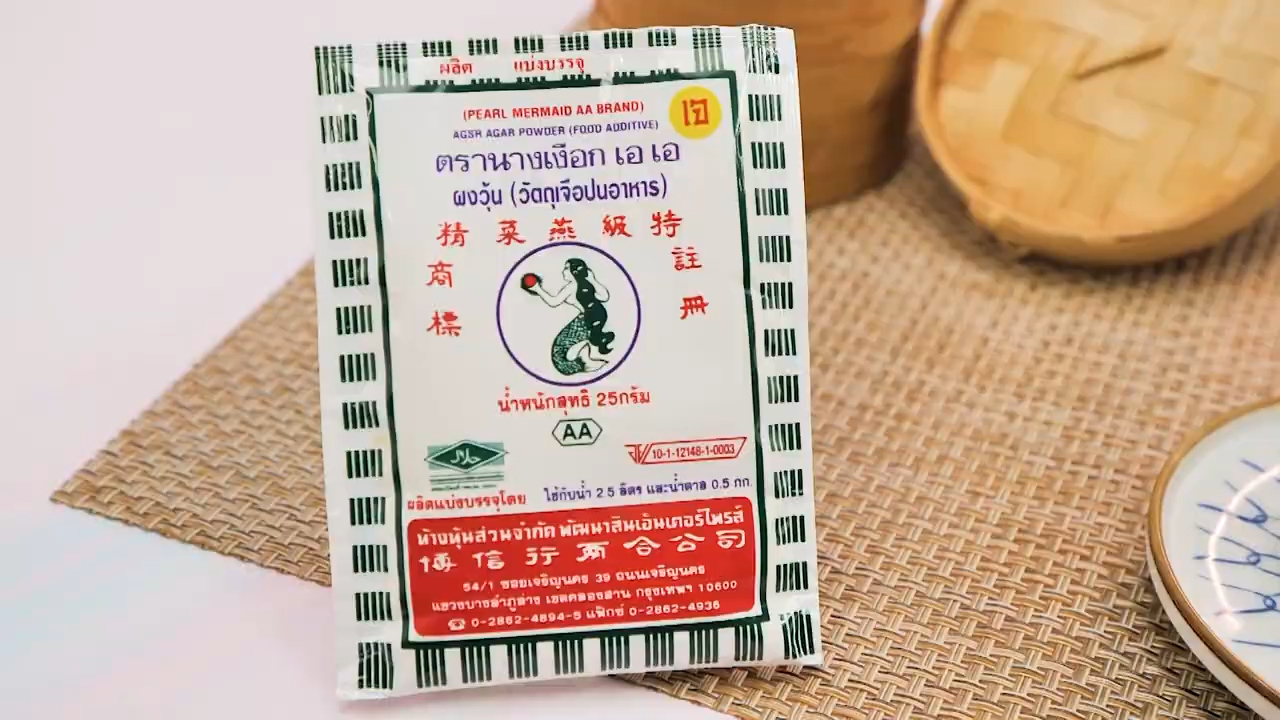 ผลิต แบ่งบรรจุ
(PEARL MERMAID AA BRAND)
เจ
AGSR AGAR POWDER (FOOD ADDITIVE)
ตรานางเงือก เอ เอ
ผงวุ้น (วัตถุเจือปนอาหาร)
精 菜 燕 級 特
商 註
標 冊
น้ำหนักสุทธิ 25กรัม
AA
حلال
10-1-12148-1-0003
ผลิตแบ่งบรรจุโดย ใช้กับน้ำ 2.5 ลิตร และน้ำตาล 0.5 กก.
ห้างหุ้นส่วนจำกัด พัฒนาสินเอ็นเตอร์ไพรส์
博 信 行 兩 合 公 司
54/1 ซอยเจริญนคร 39 ถนนเจริญนคร
แขวงบางลำภูล่าง เขตคลองสาน กรุงเทพฯ 10600
☎ 0-2862-4894-5 แฟ็กซ์ 0-2862-4936